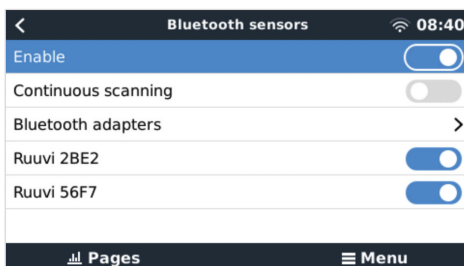 Bluetooth sensors 08:40
Enable
Continuous scanning
Bluetooth adapters
Ruuvi 2BE2
Ruuvi 56F7
Pages Menu